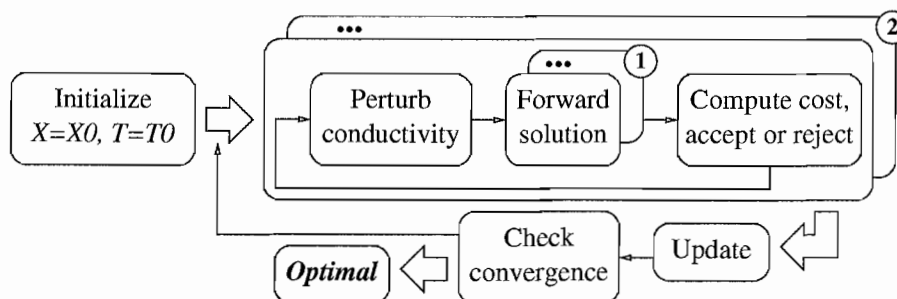 •••
2
•••
1
Initialize
X=X0, T=T0
Perturb
conductivity
Forward
solution
Compute cost,
accept or reject
Optimal
Check
convergence
Update